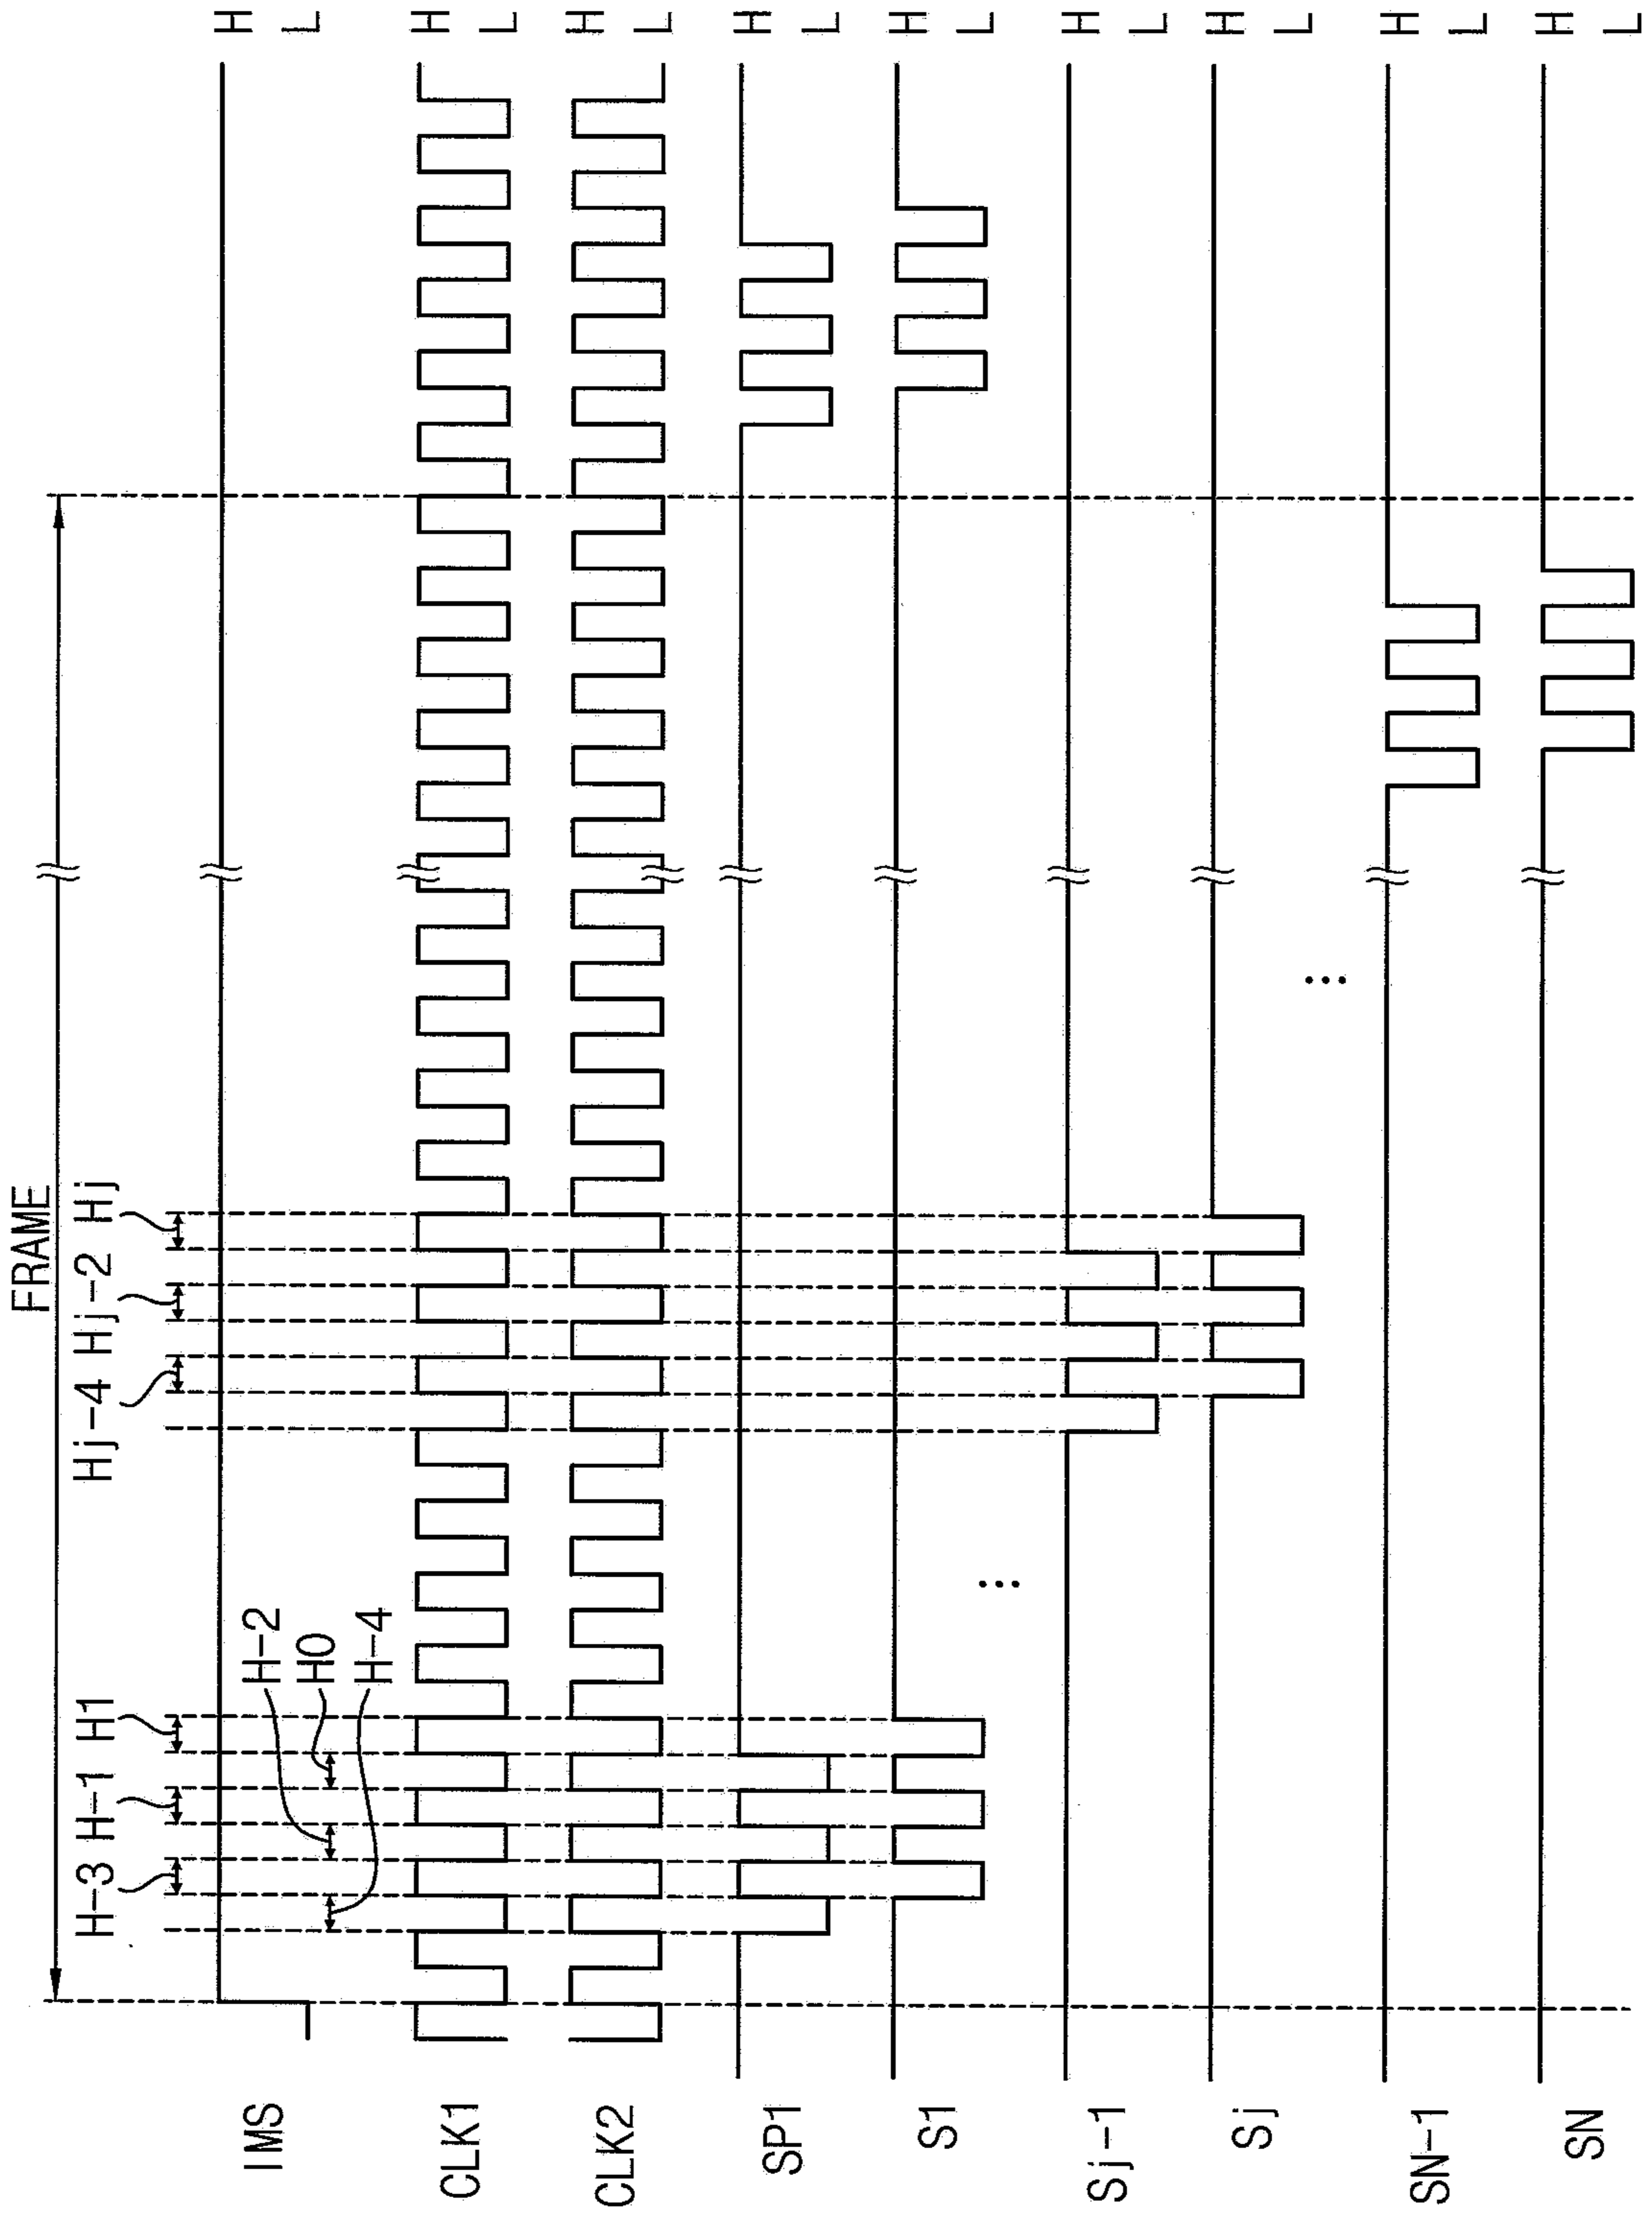 FRAME
H-3 H-1 H1 Hj-4 Hj-2 Hj
H-2
H0
H-4
IMS H
L
CLK1 H
L
CLK2 H
L
SP1 H
L
S1 H
L
...
Sj-1 H
L
Sj H
L
...
SN-1 H
L
SN H
L